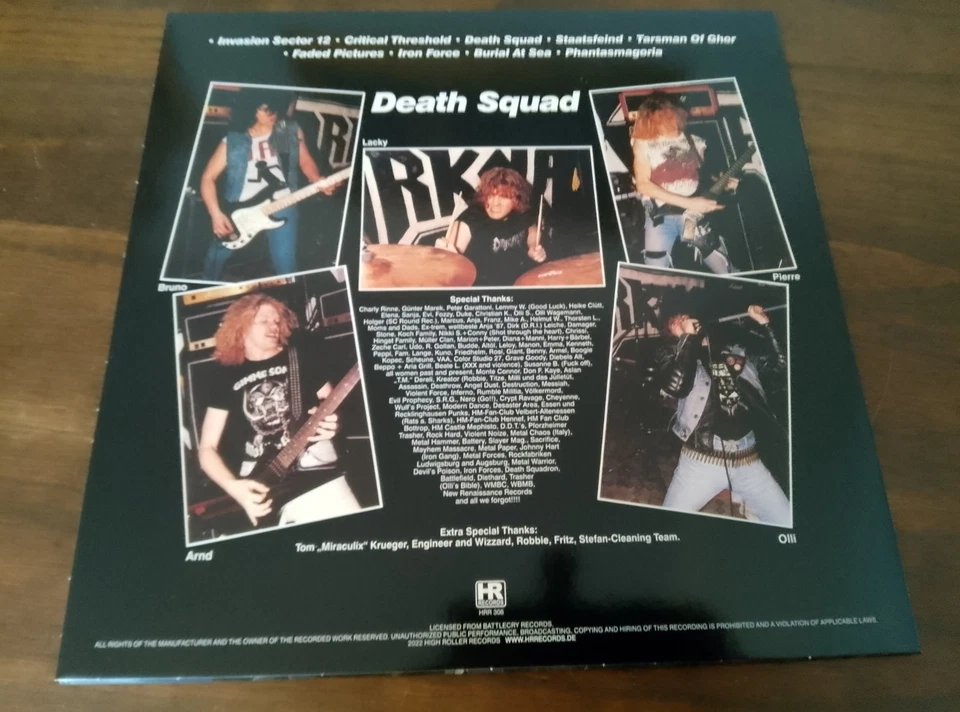 • Invasion Sector 12 • Critical Threshold • Death Squad • Staatsfeind • Tarsman Of Ghor
• Faded Pictures • Iron Force • Burial At Sea • Phantasmagoria
Death Squad
Lacky
RKNA
Bruno
Pierre
Special Thanks:
Charly Rinne, Günter Marek, Peter Garattoni, Lemmy W. (Good Luck), Heike Clütt,
Elena, Sanja, Evi, Fozzy, Duke, Christian K., Olli S., Olli Wagemann,
Holger (SC Round Rec.), Marcus, Anja, Franz, Mike A., Helmut W., Thorsten L.,
Moms and Dads, Ex-trem, weltbeste Anja '87, Dirk (D.R.I.) Leiche, Damager,
Stone, Koch Family, Nikki S.+Conny (Shot through the heart), Chrissi,
Hingat Family, Müller Clan, Marion+Peter, Diana+Manni, Harry+Bärbel,
Zeche Carl, Udo, R. Gollan, Budde, Altöl, Leloy, Manon, Emma, Kenneth,
Peppi, Fam. Lange, Kuno, Friedhelm, Rosi, Giant, Benny, Armel, Boogie
Kopec, Scheune, VAA, Color Studio 27, Grave Goody, Diebels Alt,
Beppo + Aria Grill, Beate L. (XXX and violence), Susanne B. (Fuck off),
all women past and present, Monte Connor, Don F. Kaye, Aslan
„T.M." Dereli, Kreator (Robbie, Titze, Milli und das Jülletüt),
Assassin, Deathrow, Angel Dust, Destruction, Messiah,
Violent Force, Inferno, Rumble Militia, Völkermord,
Evil Prophecy, S.R.G., Nero (Go!!), Crypt Ravage, Cheyenne,
Wulf's Project, Modern Dance, Desaster Area, Essen und
Recklinghausen Punks, HM-Fan-Club Velbert-Altenessen
(Rats a. Sharks), HM-Fan-Club Hennef, HM Fan Club
Bottrop, HM Castle Mephisto, D.D.T.'s, Pforzheimer
Trasher, Rock Hard, Violent Noize, Metal Chaos (Italy),
Metal Hammer, Battery, Slayer Mag., Sacrifice,
Mayhem Massacre, Metal Paper, Johnny Hart
(Iron Gang), Metal Forces, Rockfabriken
Ludwigsburg and Augsburg, Metal Warrior,
Devil's Poison, Iron Forces, Death Squadron,
Battlefield, Diethard, Trasher
(Olli's Bible), WMBC, WBMB,
New Renaissance Records
and all we forgot!!!!
Arnd
Olli
Extra Special Thanks:
Tom „Miraculix" Krueger, Engineer and Wizzard, Robbie, Fritz, Stefan-Cleaning Team.
HR
RECORDS
HRR 308
LICENSED FROM BATTLECRY RECORDS.
ALL RIGHTS OF THE MANUFACTURER AND THE OWNER OF THE RECORDED WORK RESERVED. UNAUTHORIZED PUBLIC PERFORMANCE, BROADCASTING, COPYING AND HIRING OF THIS RECORDING IS PROHIBITED AND A VIOLATION OF APPLICABLE LAWS.
2022 HIGH ROLLER RECORDS WWW.HRRECORDS.DE